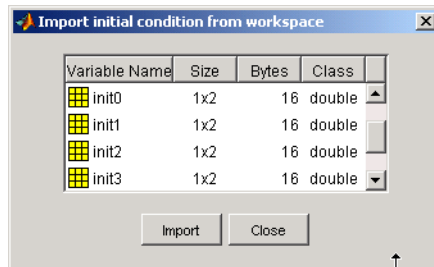 Import initial condition from workspace
Variable Name Size Bytes Class
init0 1x2 16 double
init1 1x2 16 double
init2 1x2 16 double
init3 1x2 16 double
Import Close